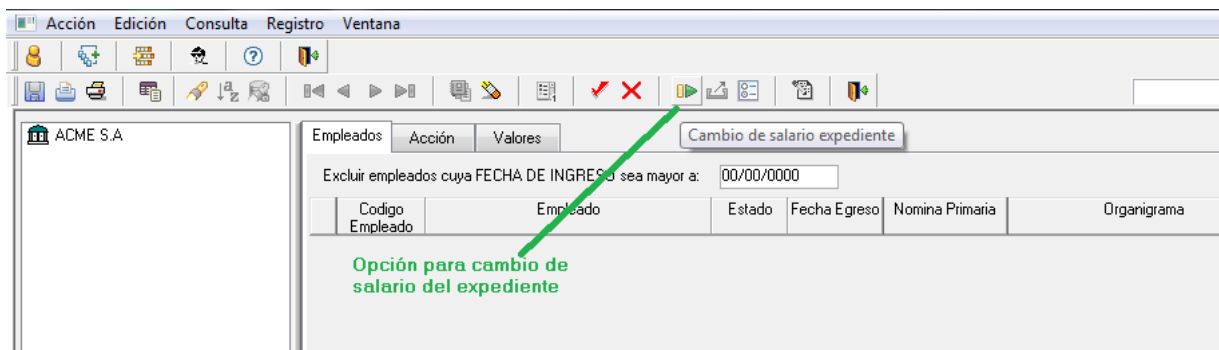 Acción Edición Consulta Registro Ventana
ACME S.A
Empleados Acción Valores
Cambio de salario expediente
Excluir empleados cuya FECHA DE INGRESO sea mayor a: 00/00/0000
Codigo Empleado Empleado Estado Fecha Egreso Nomina Primaria Organigrama
Opción para cambio de
salario del expediente